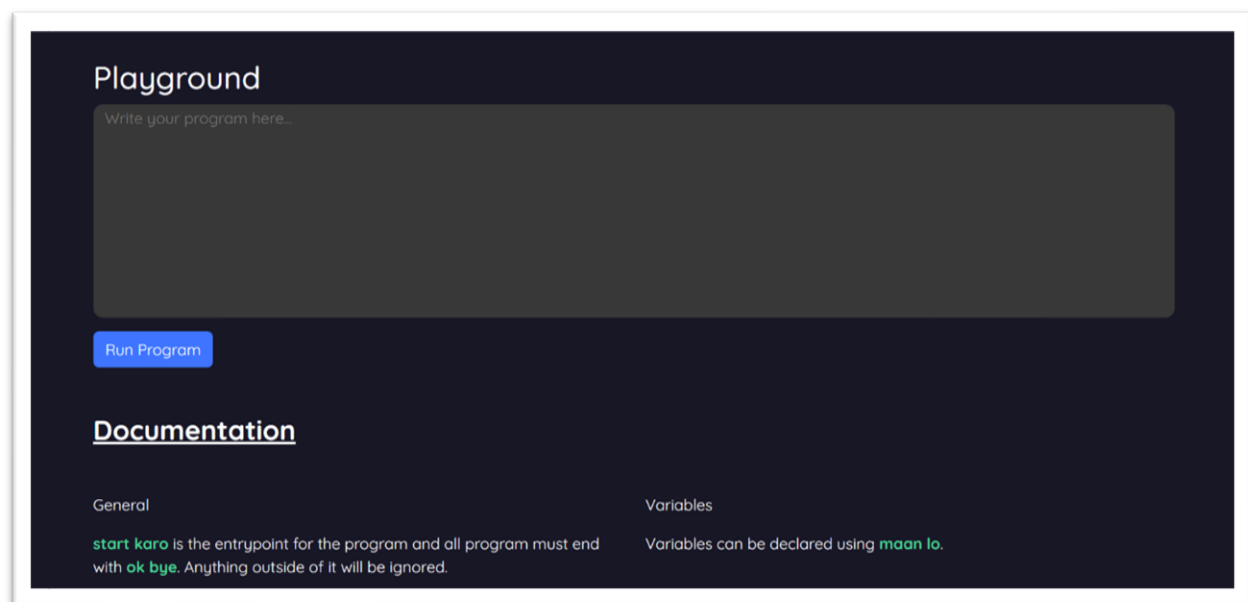 Playground
Write your program here...
Run Program
Documentation
General
start karo is the entrypoint for the program and all program must end
with ok bye. Anything outside of it will be ignored.
Variables
Variables can be declared using maan lo.